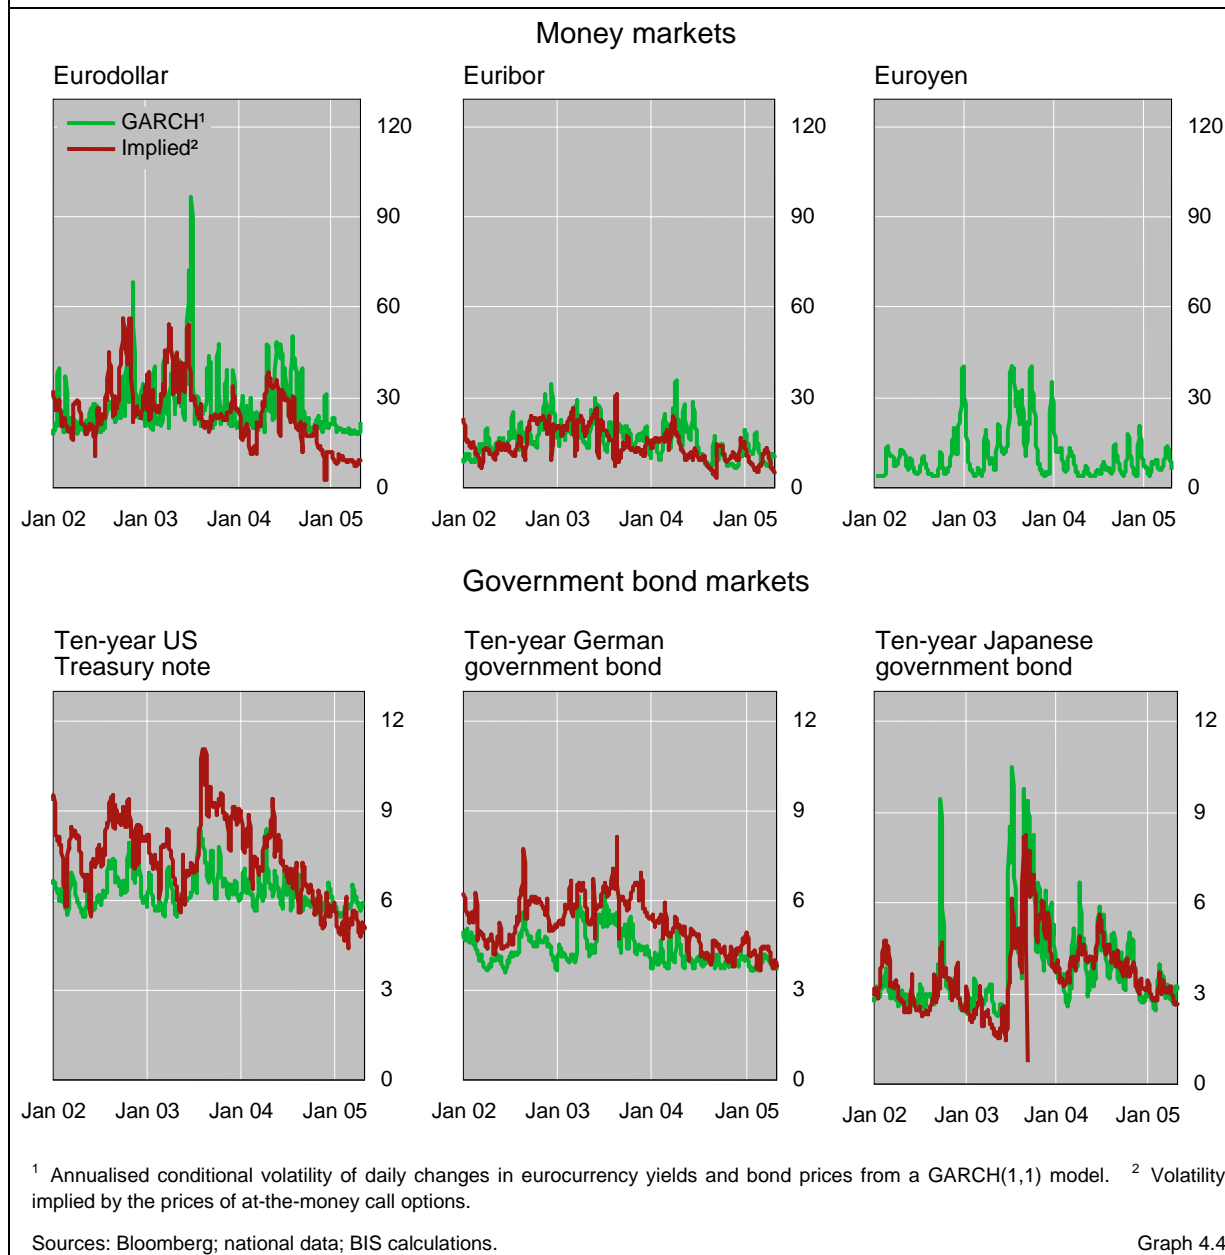 Money markets
Eurodollar
Euribor
Euroyen
GARCH¹
Implied²
120
90
60
30
0
120
90
60
30
0
120
90
60
30
0
Jan 02 Jan 03 Jan 04 Jan 05
Jan 02 Jan 03 Jan 04 Jan 05
Jan 02 Jan 03 Jan 04 Jan 05
Government bond markets
Ten-year US
Treasury note
Ten-year German
government bond
Ten-year Japanese
government bond
12
9
6
3
0
12
9
6
3
0
12
9
6
3
0
Jan 02 Jan 03 Jan 04 Jan 05
Jan 02 Jan 03 Jan 04 Jan 05
Jan 02 Jan 03 Jan 04 Jan 05
¹ Annualised conditional volatility of daily changes in eurocurrency yields and bond prices from a GARCH(1,1) model. ² Volatility
implied by the prices of at-the-money call options.
Sources: Bloomberg; national data; BIS calculations. Graph 4.4